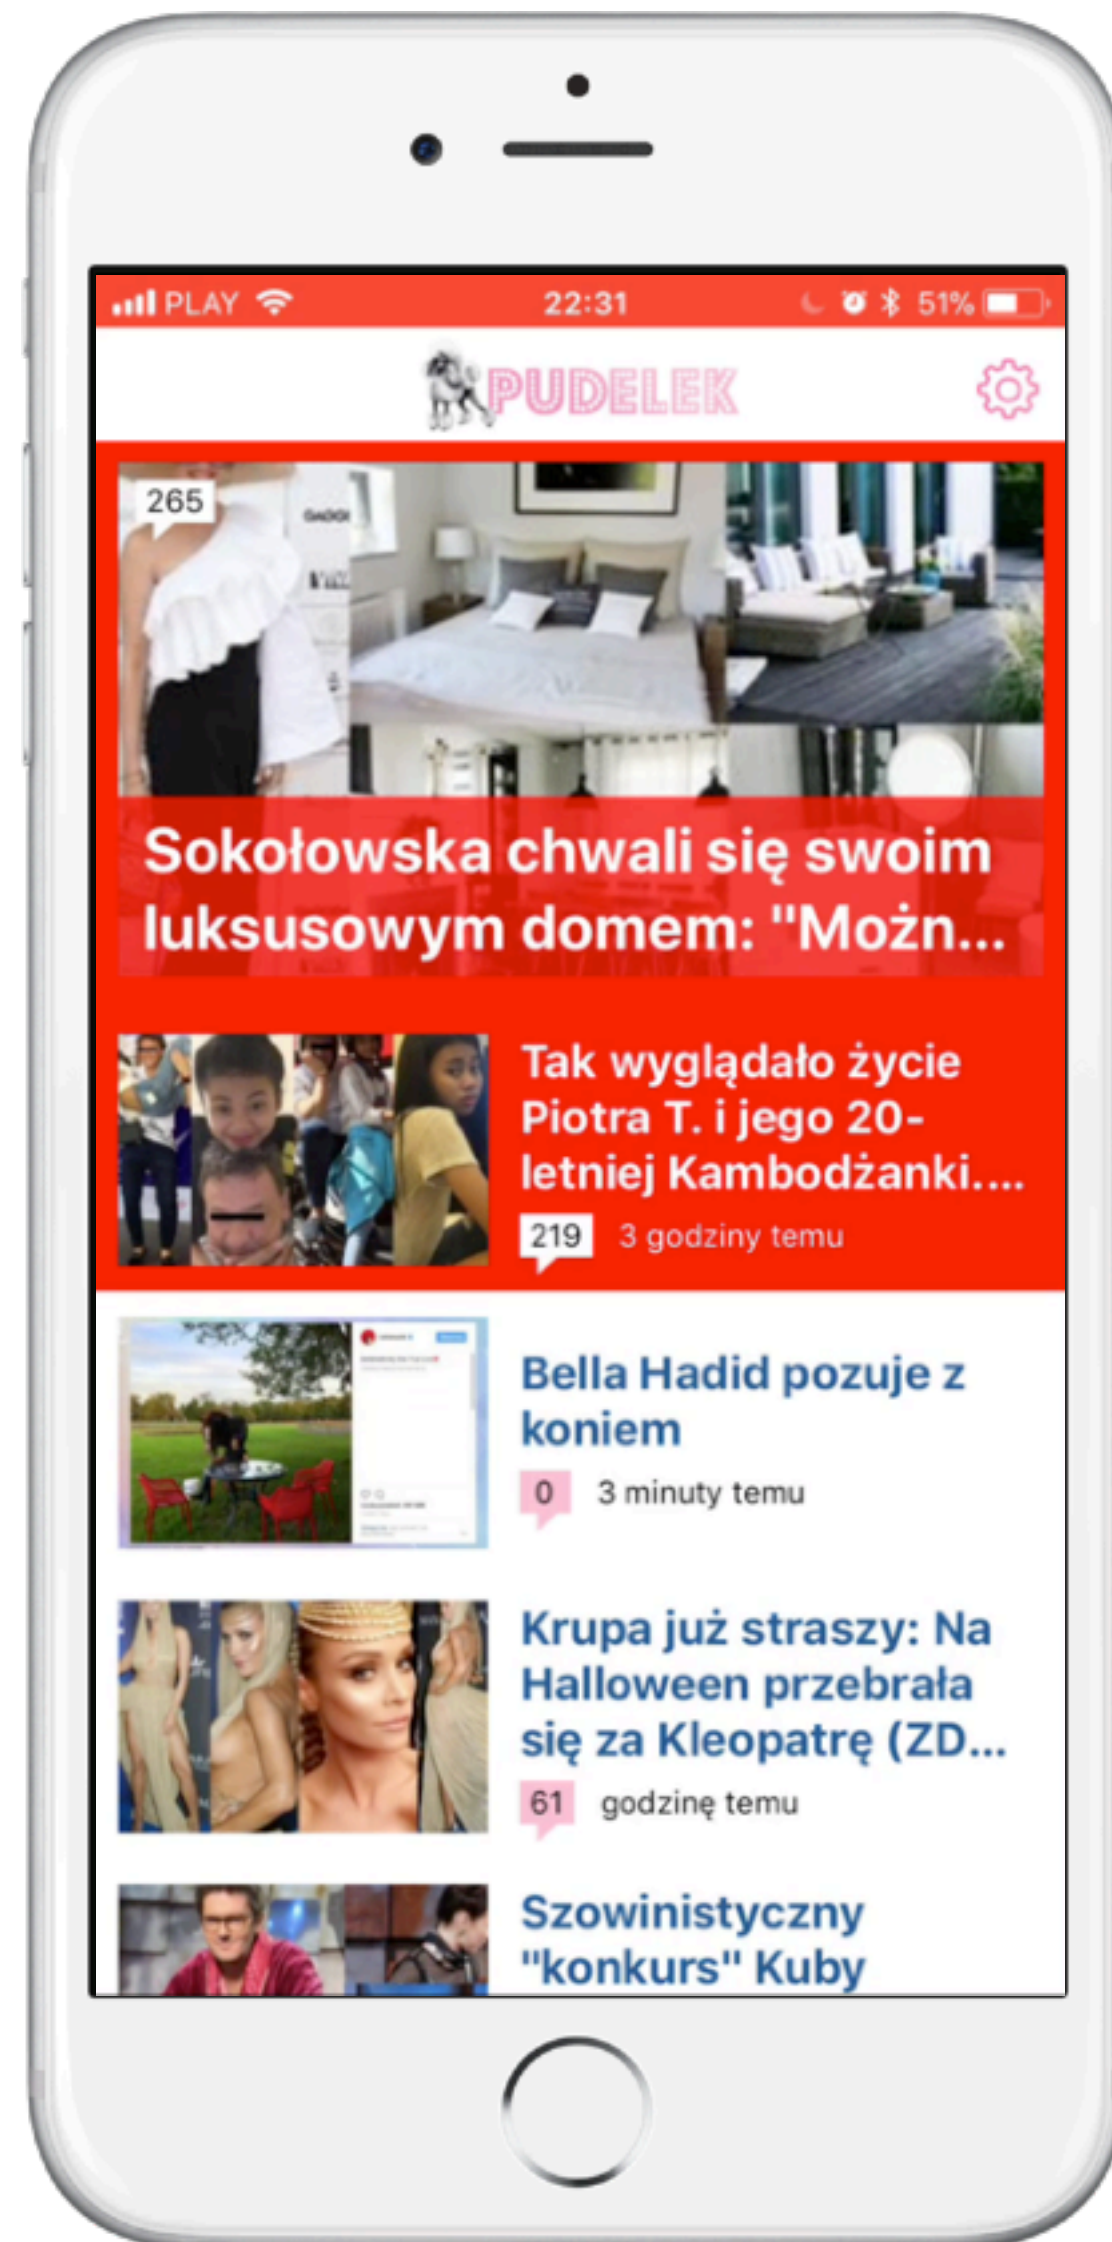 PLAY
22:31
51%
PUDELEK
265
Sokołowska chwali się swoim
luksusowym domem: "Możn...
Tak wyglądało życie
Piotra T. i jego 20-
letniej Kambodżanki....
219 3 godziny temu
Bella Hadid pozuje z
koniem
0 3 minuty temu
Krupa już straszy: Na
Halloween przebrała
się za Kleopatrę (ZD...
61 godzinę temu
Szowinistyczny
"konkurs" Kuby